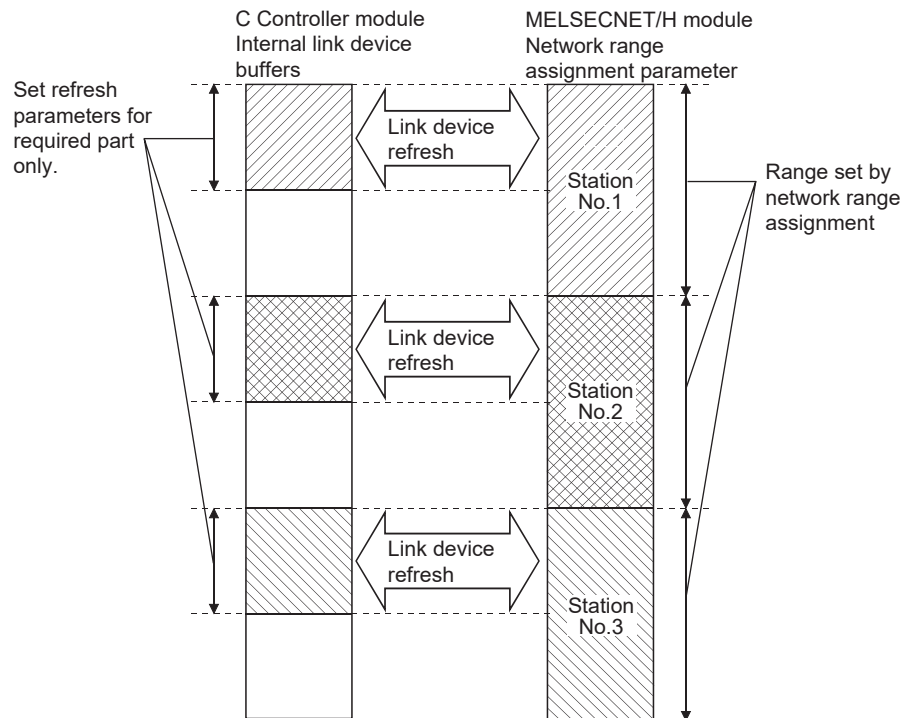 C Controller module
Internal link device
buffers
MELSECNET/H module
Network range
assignment parameter
Set refresh
parameters for
required part
only.
Link device
refresh
Station
No.1
Range set by
network range
assignment
Link device
refresh
Station
No.2
Link device
refresh
Station
No.3